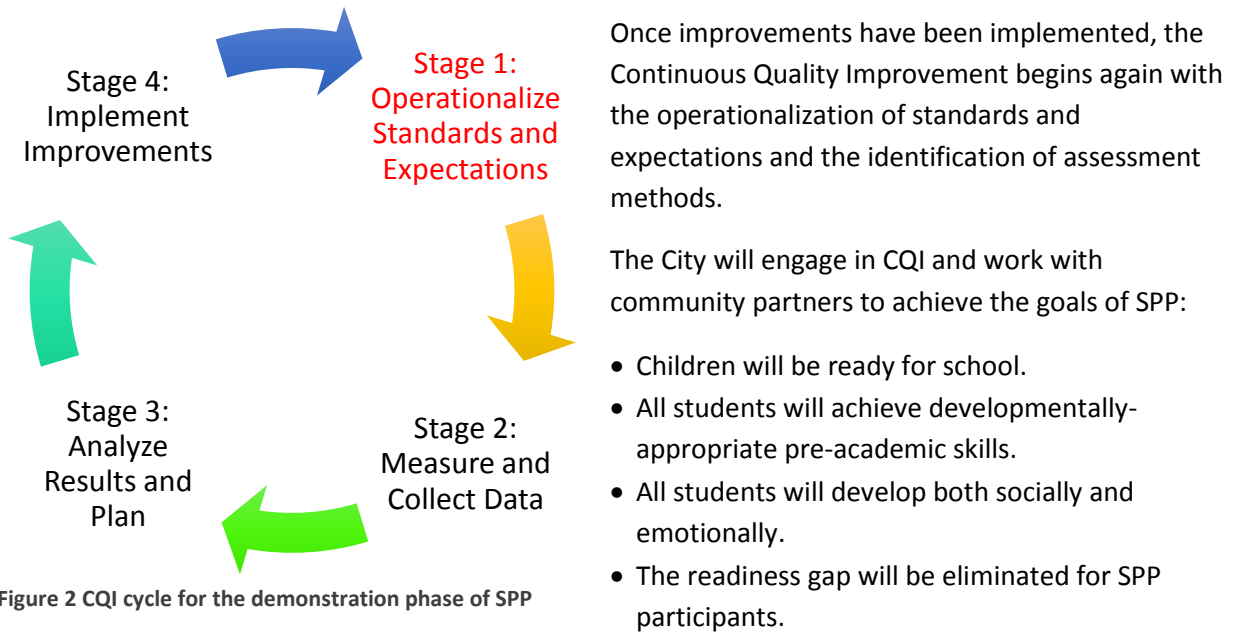 Stage 4:
Implement
Improvements
Stage 1:
Operationalize
Standards and
Expectations
Stage 2:
Measure and
Collect Data
Stage 3:
Analyze
Results and
Plan
Figure 2 CQI cycle for the demonstration phase of SPP
Once improvements have been implemented, the
Continuous Quality Improvement begins again with
the operationalization of standards and
expectations and the identification of assessment
methods.
The City will engage in CQI and work with
community partners to achieve the goals of SPP:
• Children will be ready for school.
• All students will achieve developmentally-
appropriate pre-academic skills.
• All students will develop both socially and
emotionally.
• The readiness gap will be eliminated for SPP
participants.